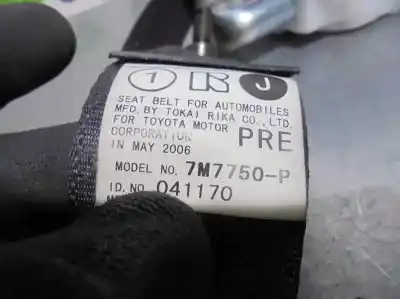 1 R J
SEAT BELT FOR AUTOMOBILES
MFD. BY TOKAI RIKA CO., LTD.
FOR TOYOTA MOTOR
CORPORATION PRE
IN MAY 2006
MODEL NO. 7M7750-P
I.D. NO. 041170